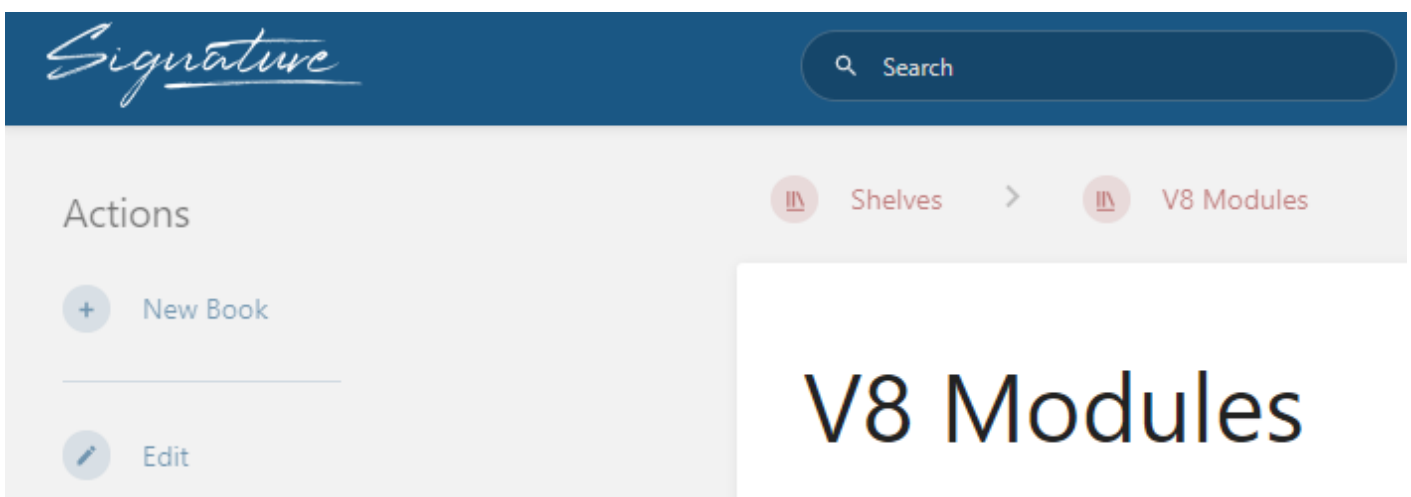 Signature
Search
Actions
Shelves > V8 Modules
+ New Book
V8 Modules
Edit